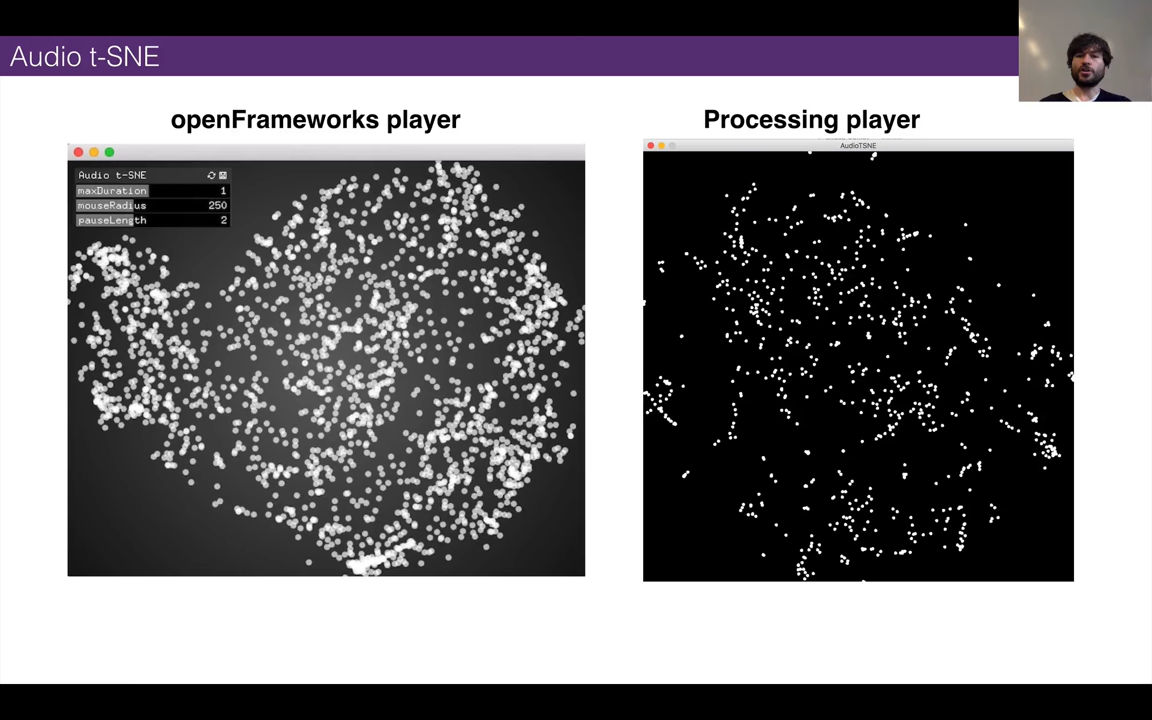 Audio t-SNE
openFrameworks player
Processing player
AudioTSNE
Audio t-SNE
maxDuration 1
mouseRadius 250
pauseLength 2